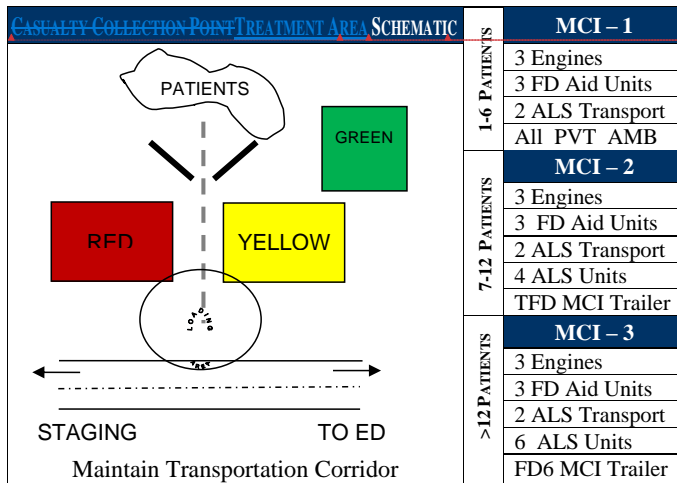 CASUALTY COLLECTION POINTTREATMENT AREA SCHEMATIC
PATIENTS
GREEN
RED
YELLOW
LOADING
AREA
STAGING
TO ED
Maintain Transportation Corridor
1-6 PATIENTS
MCI – 1
3 Engines
3 FD Aid Units
2 ALS Transport
All PVT AMB
7-12 PATIENTS
MCI – 2
3 Engines
3 FD Aid Units
2 ALS Transport
4 ALS Units
TFD MCI Trailer
>12 PATIENTS
MCI – 3
3 Engines
3 FD Aid Units
2 ALS Transport
6 ALS Units
FD6 MCI Trailer